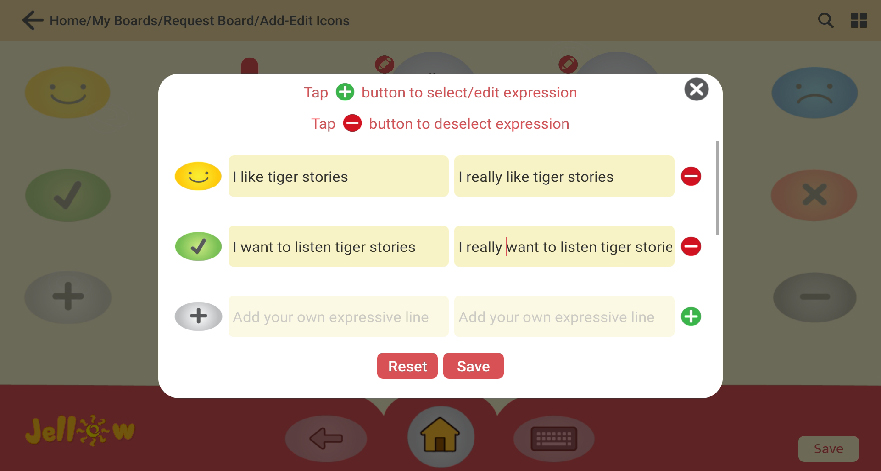 Home/My Boards/Request Board/Add-Edit Icons
Tap button to select/edit expression
Tap button to deselect expression
I like tiger stories I really like tiger stories
I want to listen tiger stories I really want to listen tiger storie
Add your own expressive line Add your own expressive line
Reset Save
Jellow
Save